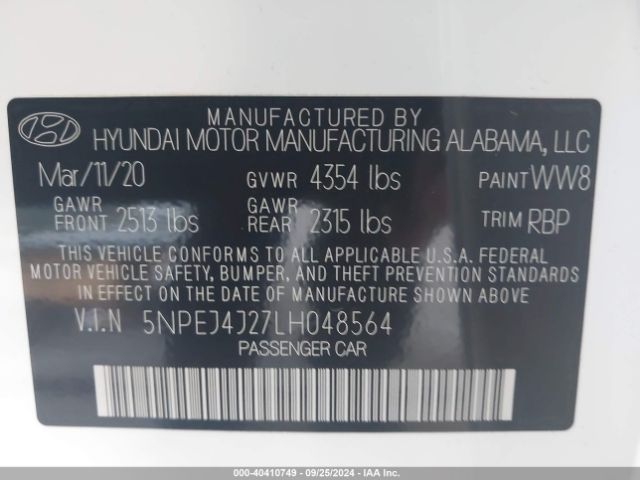 MANUFACTURED BY
HYUNDAI MOTOR MANUFACTURING ALABAMA, LLC
Mar/11/20 GVWR 4354 lbs PAINT WW8
GAWR FRONT 2513 lbs GAWR REAR 2315 lbs TRIM RBP
THIS VEHICLE CONFORMS TO ALL APPLICABLE U.S.A. FEDERAL
MOTOR VEHICLE SAFETY, BUMPER, AND THEFT PREVENTION STANDARDS
IN EFFECT ON THE DATE OF MANUFACTURE SHOWN ABOVE
V.I.N 5NPEJ4J27LH048564
PASSENGER CAR
000-40410749 - 09/25/2024 - IAA Inc.